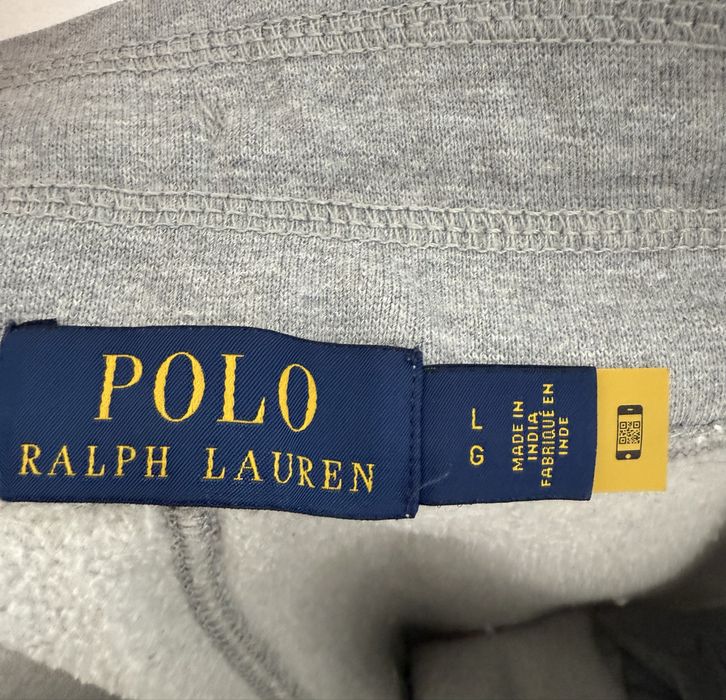 POLO
RALPH LAUREN
L
G
MADE IN
INDIA
FABRIQUÉ EN
INDE